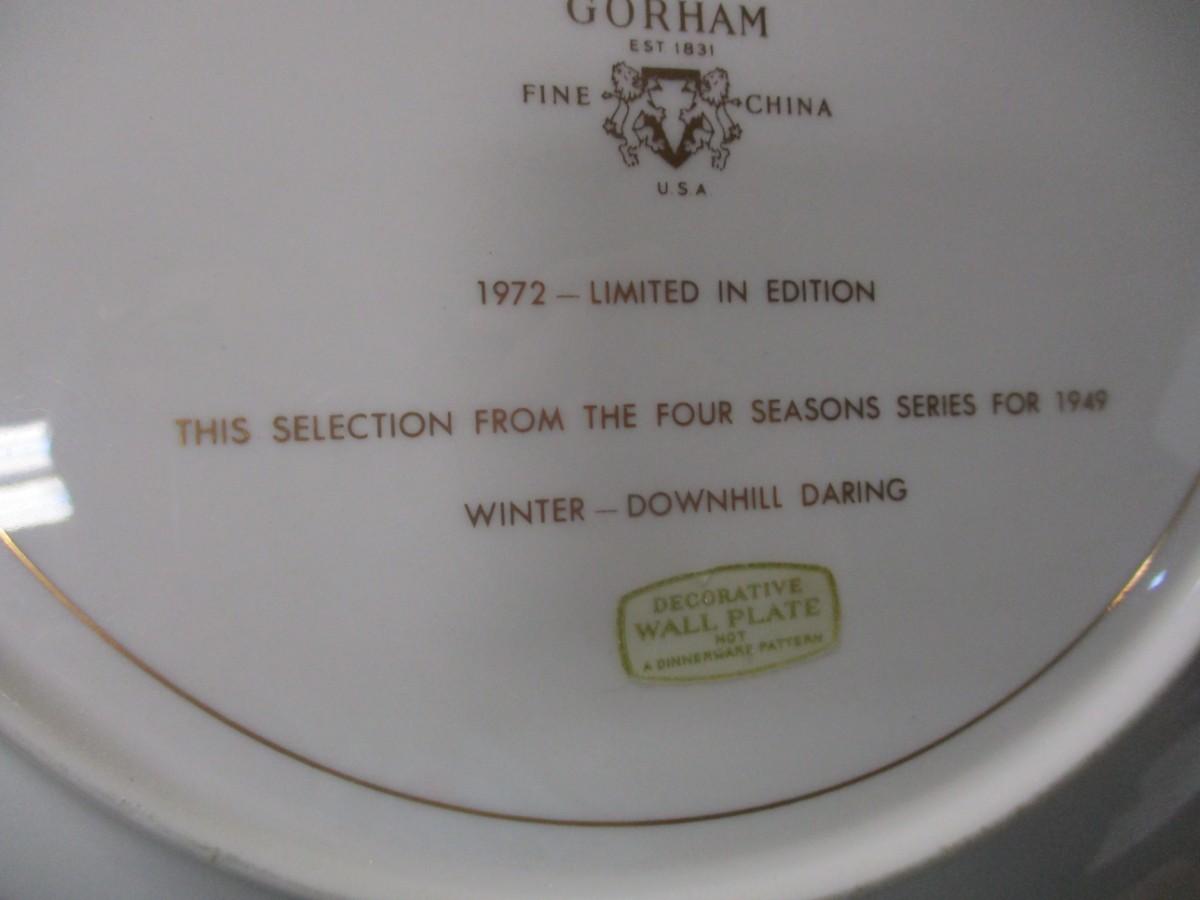 GORHAM
EST 1831
FINE CHINA
U.S.A
1972 — LIMITED IN EDITION
THIS SELECTION FROM THE FOUR SEASONS SERIES FOR 1949
WINTER — DOWNHILL DARING
DECORATIVE
WALL PLATE
NOT
A DINNERWARE PATTERN